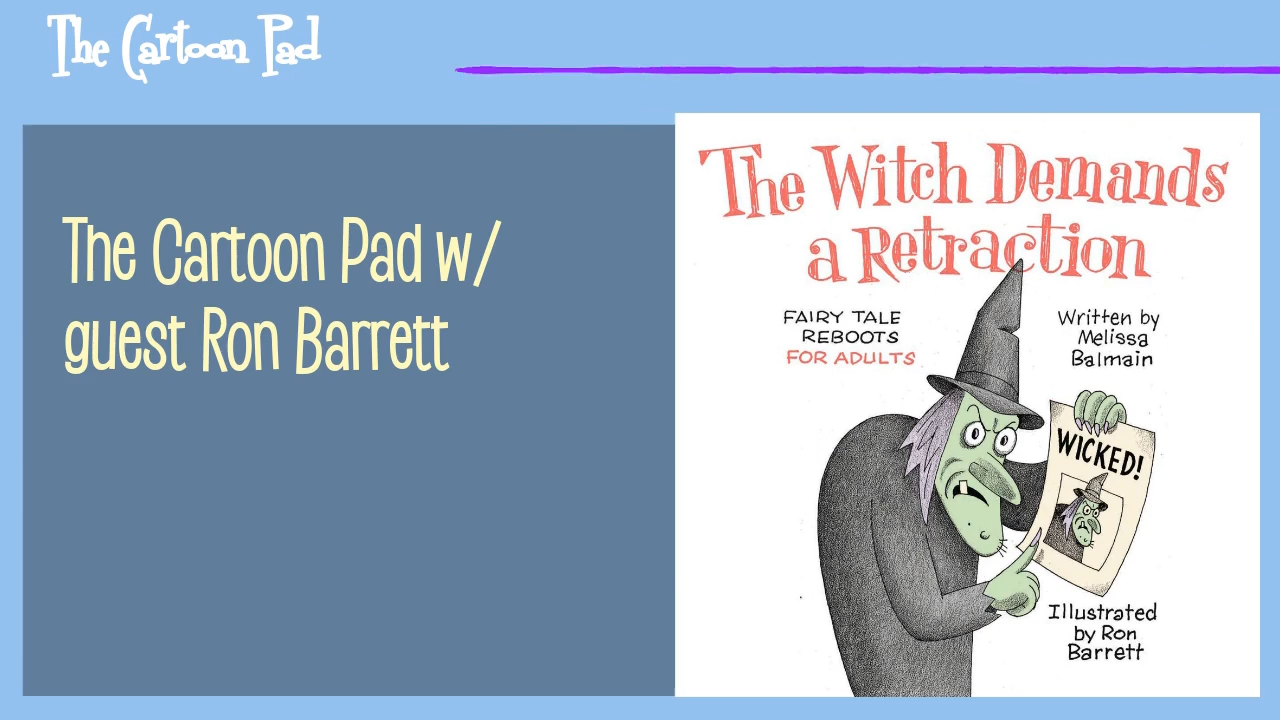 The Cartoon Pad
The Cartoon Pad w/
guest Ron Barrett
The Witch Demands
a Retraction
FAIRY TALE
REBOOTS
FOR ADULTS
Written by
Melissa
Balmain
WICKED!
Illustrated
by Ron
Barrett